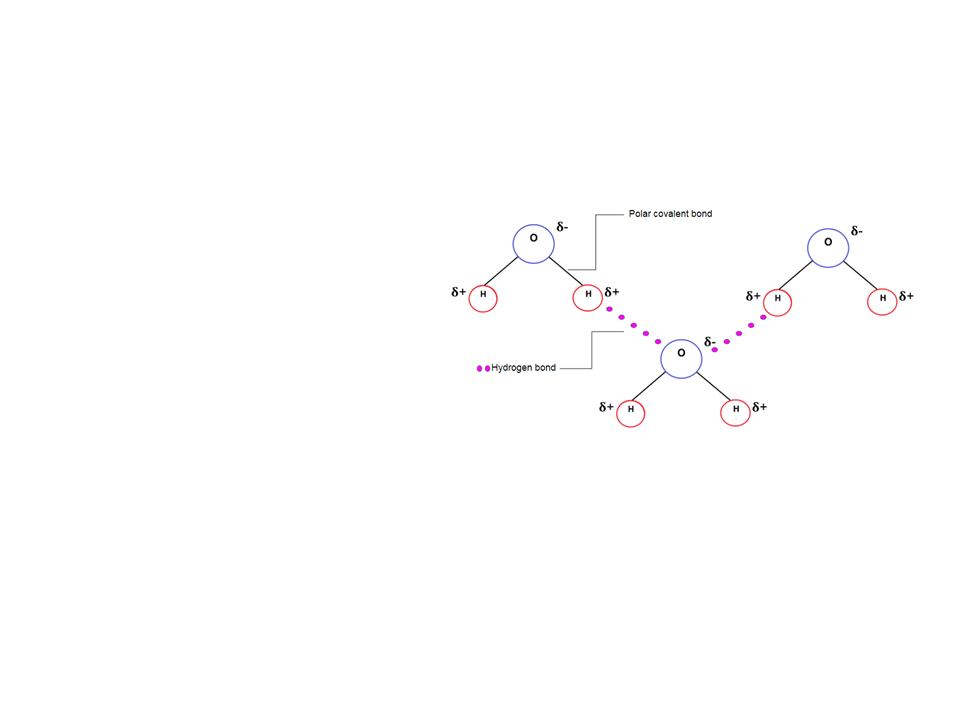 Polar covalent bond
δ-
δ-
O
O
δ+
H
H
δ+
δ+
H
H
δ+
δ-
O
Hydrogen bond
δ+
H
H
δ+